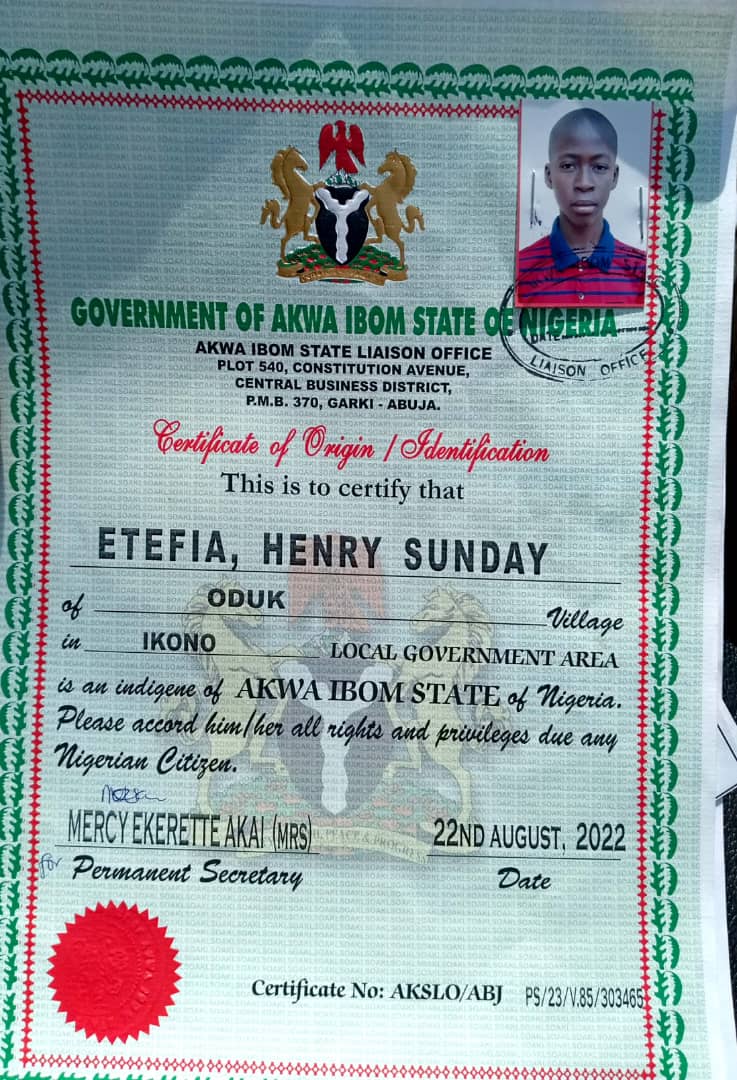 GOVERNMENT OF AKWA IBOM STATE OF NIGERIA
AKWA IBOM STATE LIAISON OFFICE
PLOT 540, CONSTITUTION AVENUE,
CENTRAL BUSINESS DISTRICT,
P.M.B. 370, GARKI - ABUJA.
DATE
LIAISON OFFICE
Certificate of Origin / Identification
This is to certify that
ETEFIA, HENRY SUNDAY
of ODUK Village
in IKONO LOCAL GOVERNMENT AREA
is an indigene of AKWA IBOM STATE of Nigeria.
Please accord him/her all rights and privileges due any
Nigerian Citizen.
PEACE & PROGRESS
MERCY EKERETTE AKAI (MRS) 22ND AUGUST, 2022
for Permanent Secretary Date
Certificate No: AKSLO/ABJ PS/23/V.85/303465